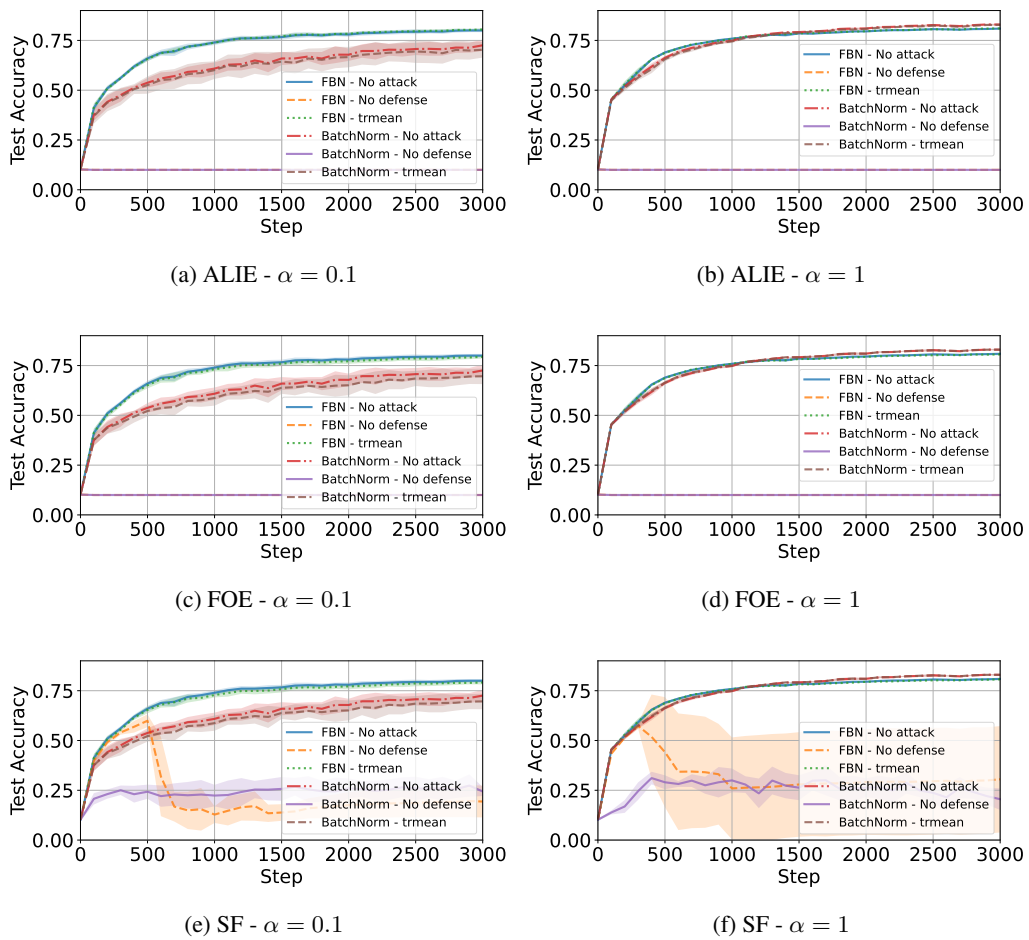 Test Accuracy
0.75
0.50
0.25
0.00
0 500 1000 1500 2000 2500 3000
Step
FBN - No attack
FBN - No defense
FBN - trmean
BatchNorm - No attack
BatchNorm - No defense
BatchNorm - trmean
(a) ALIE - α = 0.1
Test Accuracy
0.75
0.50
0.25
0.00
0 500 1000 1500 2000 2500 3000
Step
FBN - No attack
FBN - No defense
FBN - trmean
BatchNorm - No attack
BatchNorm - No defense
BatchNorm - trmean
(b) ALIE - α = 1
Test Accuracy
0.75
0.50
0.25
0.00
0 500 1000 1500 2000 2500 3000
Step
FBN - No attack
FBN - No defense
FBN - trmean
BatchNorm - No attack
BatchNorm - No defense
BatchNorm - trmean
(c) FOE - α = 0.1
Test Accuracy
0.75
0.50
0.25
0.00
0 500 1000 1500 2000 2500 3000
Step
FBN - No attack
FBN - No defense
FBN - trmean
BatchNorm - No attack
BatchNorm - No defense
BatchNorm - trmean
(d) FOE - α = 1
Test Accuracy
0.75
0.50
0.25
0.00
0 500 1000 1500 2000 2500 3000
Step
FBN - No attack
FBN - No defense
FBN - trmean
BatchNorm - No attack
BatchNorm - No defense
BatchNorm - trmean
(e) SF - α = 0.1
Test Accuracy
0.75
0.50
0.25
0.00
0 500 1000 1500 2000 2500 3000
Step
FBN - No attack
FBN - No defense
FBN - trmean
BatchNorm - No attack
BatchNorm - No defense
BatchNorm - trmean
(f) SF - α = 1